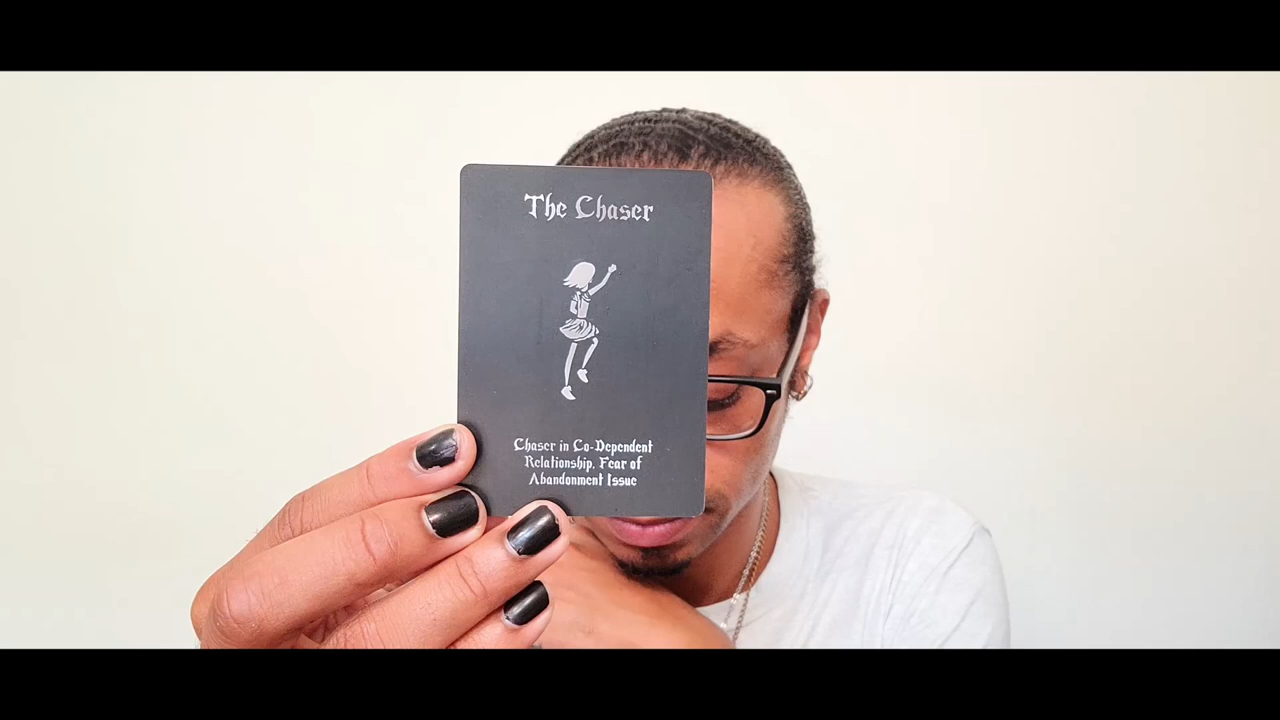 The Chaser
Chaser in Co-Dependent
Relationship, Fear of
Abandonment Issue